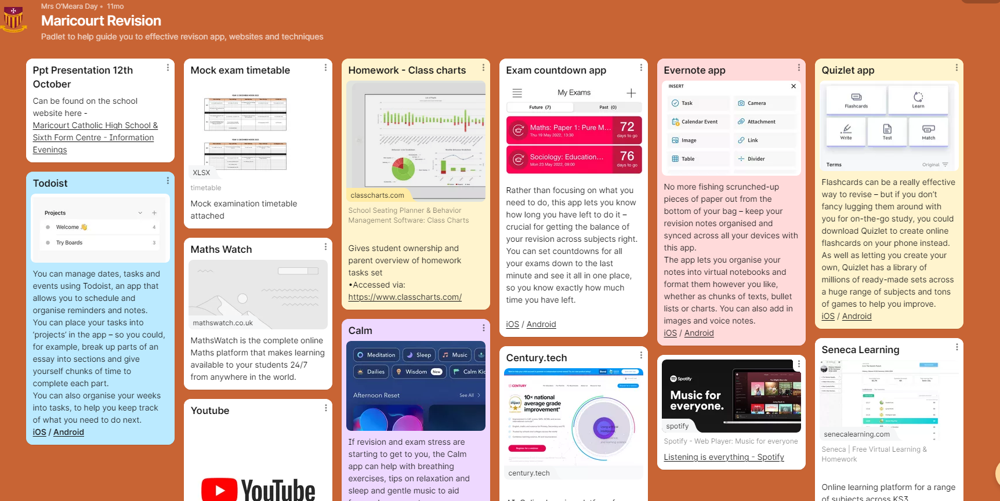 Mrs O'Meara Day • 11mo
Maricourt Revision
Padlet to help guide you to effective revison app, websites and techniques
Ppt Presentation 12th
October
Can be found on the school
website here -
Maricourt Catholic High School &
Sixth Form Centre - Information
Evenings
Todoist
Projects
Welcome 👋 4
Try Boards 3
You can manage dates, tasks and
events using Todoist, an app that
allows you to schedule and
organise reminders and notes.
You can place your tasks into
‘projects’ in the app – so you could,
for example, break up parts of an
essay into sections and give
yourself chunks of time to
complete each part.
You can also organise your weeks
into tasks, to help you keep track
of what you need to do next.
iOS / Android
Mock exam timetable
XLSX
timetable
Mock examination timetable
attached
Maths Watch
mathswatch.co.uk
MathsWatch is the complete online
Maths platform that makes learning
available to your students 24/7
from anywhere in the world.
Youtube
YouTube
Homework - Class charts
classcharts.com
School Seating Planner & Behavior
Management Software: Class Charts
Gives student ownership and
parent overview of homework
tasks set
•Accessed via:
https://www.classcharts.com/
Calm
Meditation Sleep Music
Dailies Wisdom New Calm Kid
Afternoon Reset See All >
If revision and exam stress are
starting to get to you, the Calm
app can help with breathing
exercises, tips on relaxation and
sleep and gentle music to aid
Exam countdown app
My Exams
Future (7) Past (0)
Maths: Paper 1: Pure M... 72
Thu 19 May 2022, 13:30 days to go
Sociology: Education... 76
Mon 23 May 2022, 09:00 days to go
Rather than focusing on what you
need to do, this app lets you know
how long you have left to do it –
crucial for getting the balance of
your revision across subjects right.
You can set countdowns for all
your exams down to the last
minute and see it all in one place,
so you know exactly how much
time you have left.
iOS / Android
Century.tech
CENTURY
10× national
average grade
improvement*
Register for a webinar
century.tech
Evernote app
INSERT
Task Camera
Calendar Event Attachment
Image Link
Table Divider
No more fishing scrunched-up
pieces of paper out from the
bottom of your bag – keep your
revision notes organised and
synced across all your devices with
this app.
The app lets you organise your
notes into virtual notebooks and
format them however you like,
whether as chunks of texts, bullet
lists or charts. You can also add in
images and voice notes.
iOS / Android
Spotify
Music for
everyone.
spotify
Spotify - Web Player: Music for everyone
Listening is everything - Spotify
Quizlet app
Flashcards Learn
Write Test Match
Terms Original
Flashcards can be a really effective
way to revise – but if you don’t
fancy lugging them around with
you for on-the-go study, you could
download Quizlet to create online
flashcards on your phone instead.
As well as letting you create your
own, Quizlet has a library of
millions of ready-made sets across
a huge range of subjects and tons
of games to help you improve.
iOS / Android
Seneca Learning
senecalearning.com
Seneca | Free Virtual Learning &
Homework
Online learning platform for a range
of subjects across KS3